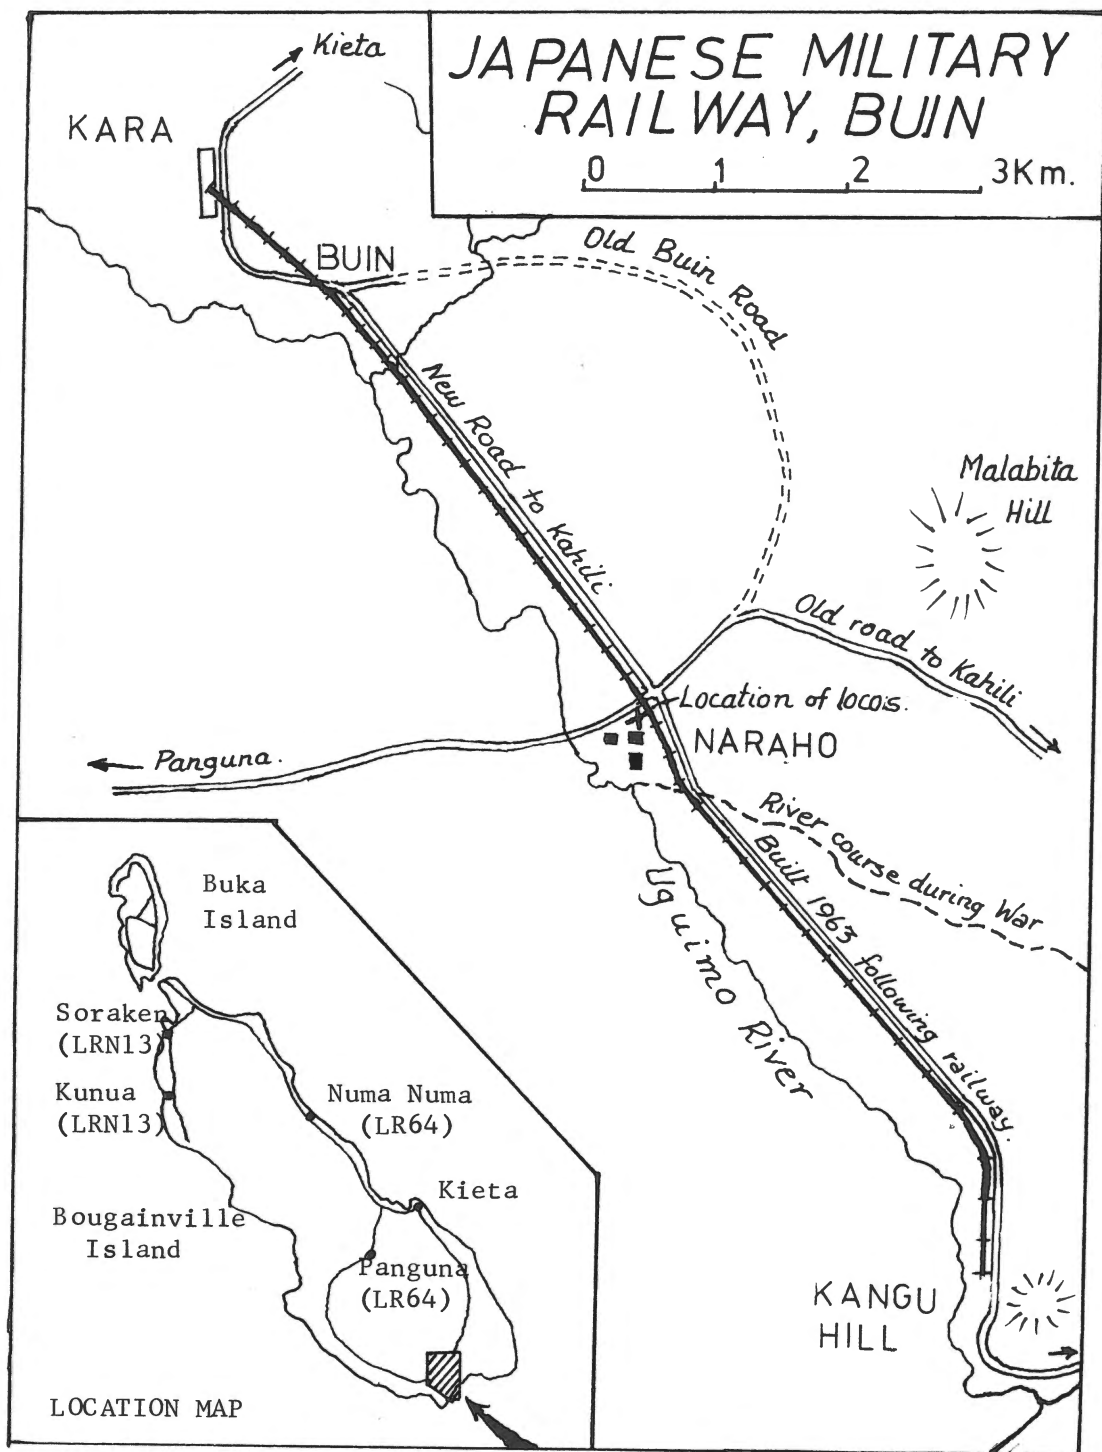 JAPANESE MILITARY
RAILWAY, BUIN
0 1 2 3Km.
Kieta
KARA
BUIN
Old Buin Road
New Road to Kahili
Malabita
Hill
Old road to Kahili
Location of locos.
NARAHO
Panguna.
River course during War
Built 1963 following railway.
Uguimo River
KANGU
HILL
Buka
Island
Soraken
(LRN13)
Kunua
(LRN13)
Numa Numa
(LR64)
Kieta
Bougainville
Island
Panguna
(LR64)
LOCATION MAP